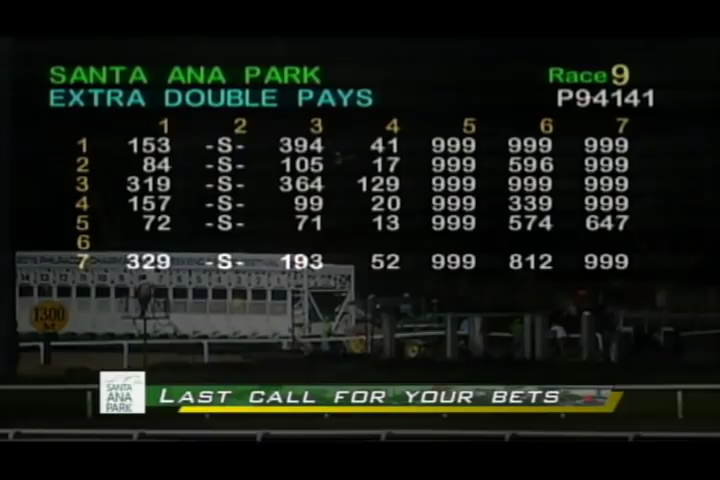 SANTA ANA PARK Race 9
EXTRA DOUBLE PAYS P94141
1 2 3 4 5 6 7
1 153 -S- 394 41 999 999 999
2 84 -S- 105 17 999 596 999
3 319 -S- 364 129 999 999 999
4 157 -S- 99 20 999 339 999
5 72 -S- 71 13 999 574 647
6
7 329 -S- 193 52 999 812 999
1300
M
SANTA
ANA
PARK
LAST CALL FOR YOUR BETS